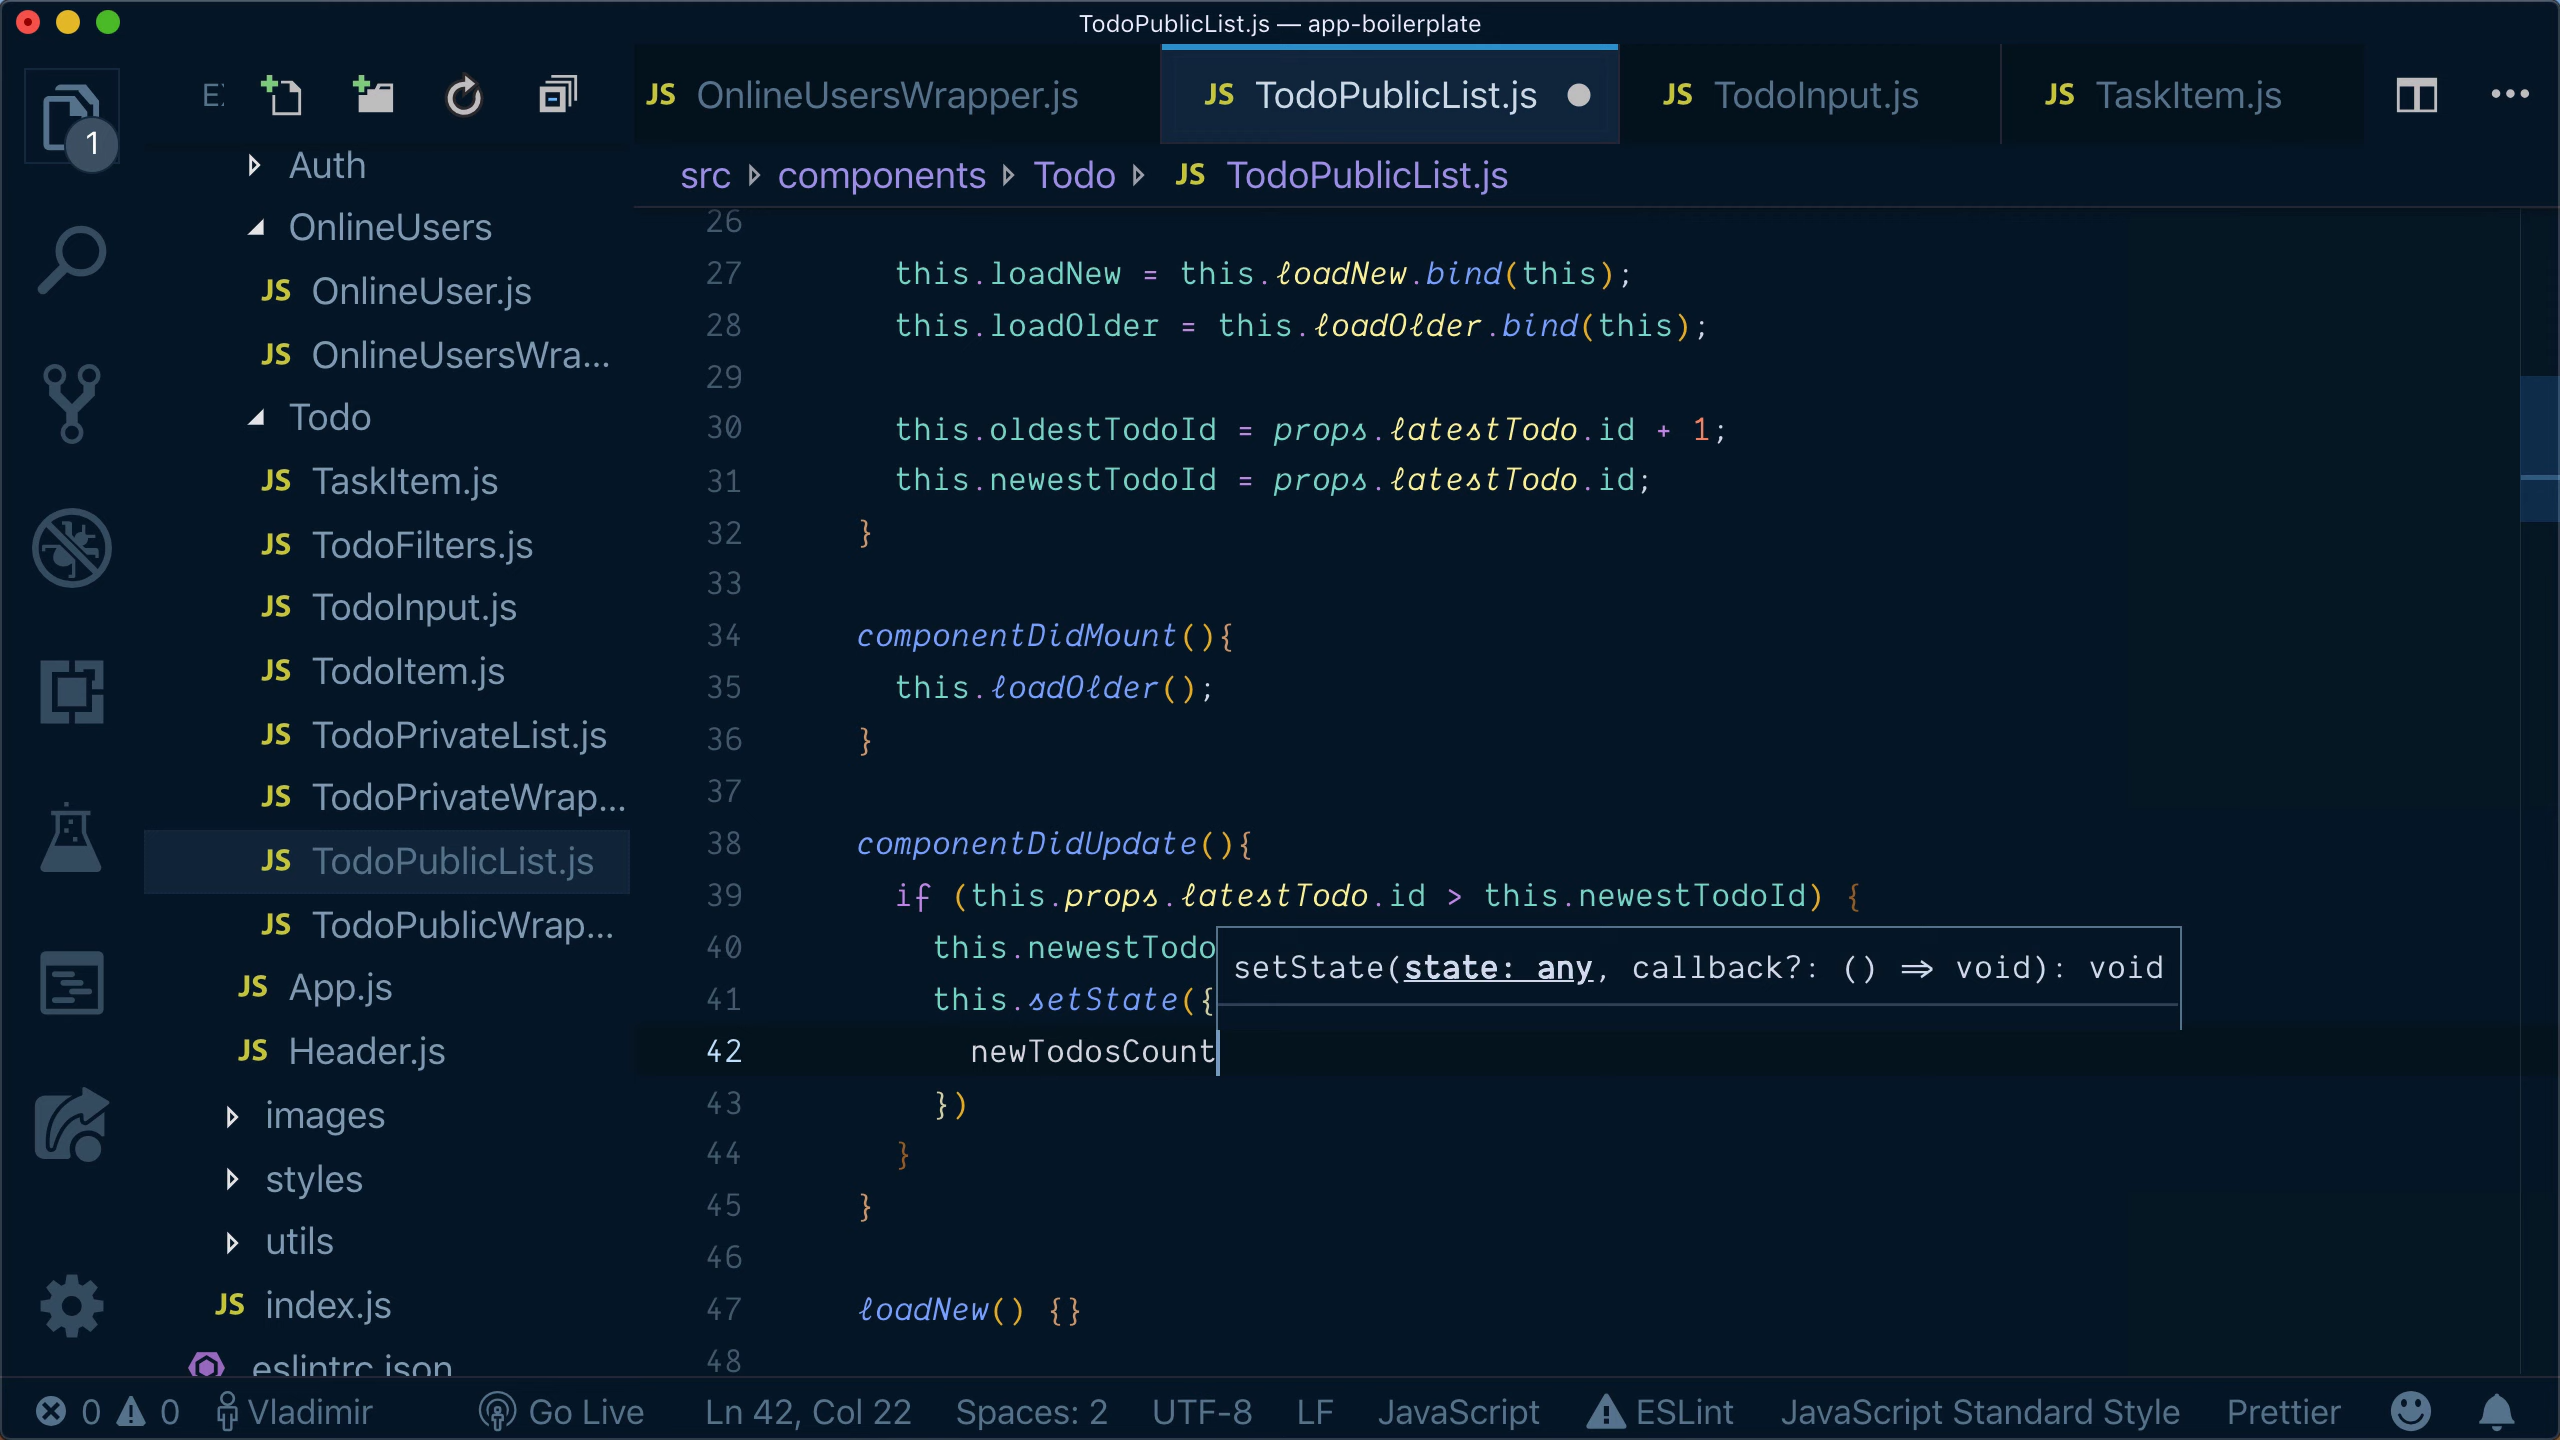 TodoPublicList.js — app-boilerplate
JS OnlineUsersWrapper.js
JS TodoPublicList.js
JS TodoInput.js
JS TaskItem.js
src components Todo JS TodoPublicList.js
1
Auth
OnlineUsers
JS OnlineUser.js
JS OnlineUsersWra...
Todo
JS TaskItem.js
JS TodoFilters.js
JS TodoInput.js
JS TodoItem.js
JS TodoPrivateList.js
JS TodoPrivateWrap...
JS TodoPublicList.js
JS TodoPublicWrap...
JS App.js
JS Header.js
images
styles
utils
JS index.js
eslintrc.json
26
27 this.loadNew = this.loadNew.bind(this);
28 this.loadOlder = this.loadOlder.bind(this);
29
30 this.oldestTodoId = props.latestTodo.id + 1;
31 this.newestTodoId = props.latestTodo.id;
32 }
33
34 componentDidMount(){
35 this.loadOlder();
36 }
37
38 componentDidUpdate(){
39 if (this.props.latestTodo.id > this.newestTodoId) {
40 this.newestTodo
setState(state: any, callback?: () => void): void
41 this.setState({
42 newTodosCount
43 })
44 }
45 }
46
47 loadNew() {}
48
0 0 Vladimir Go Live Ln 42, Col 22 Spaces: 2 UTF-8 LF JavaScript ESLint JavaScript Standard Style Prettier